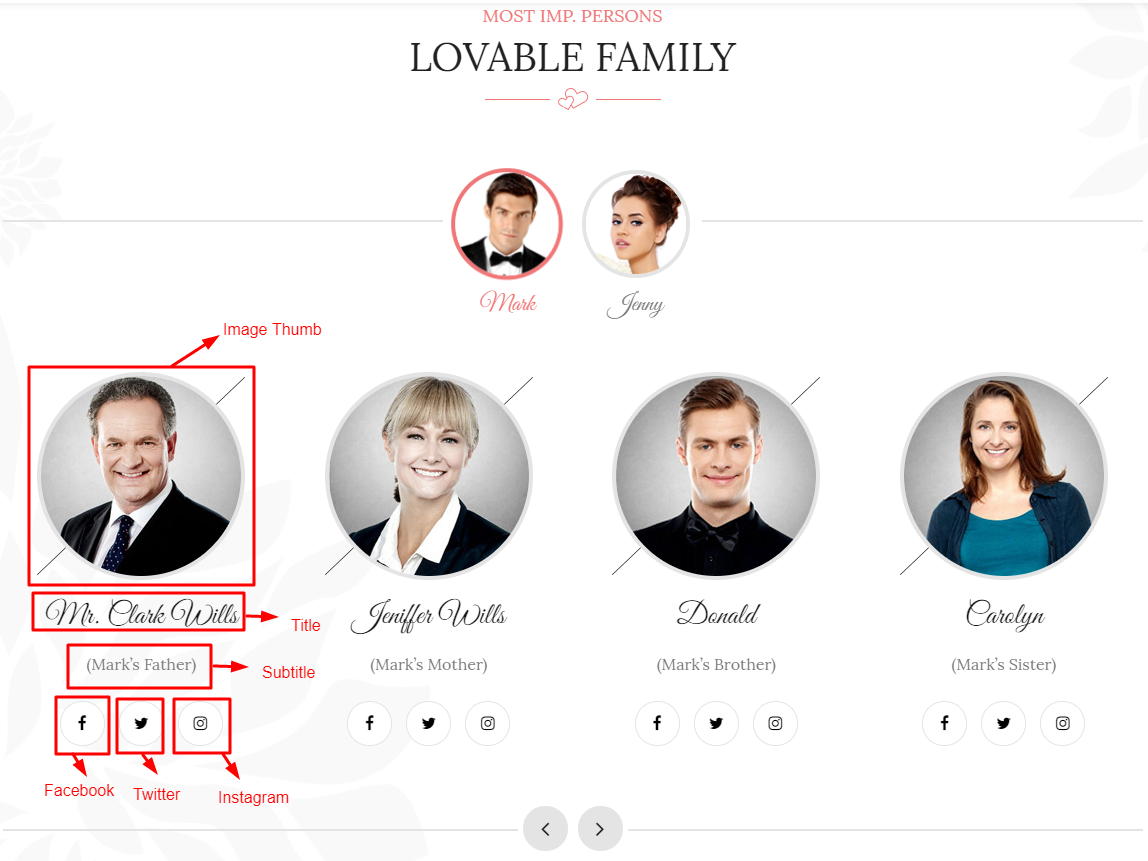 MOST IMP. PERSONS
LOVABLE FAMILY
Mark
Jenny
Image Thumb
Mr. Clark Wills
Title
Jeniffer Wills
Donald
Carolyn
(Mark's Father)
Subtitle
(Mark's Mother)
(Mark's Brother)
(Mark's Sister)
Facebook
Twitter
Instagram